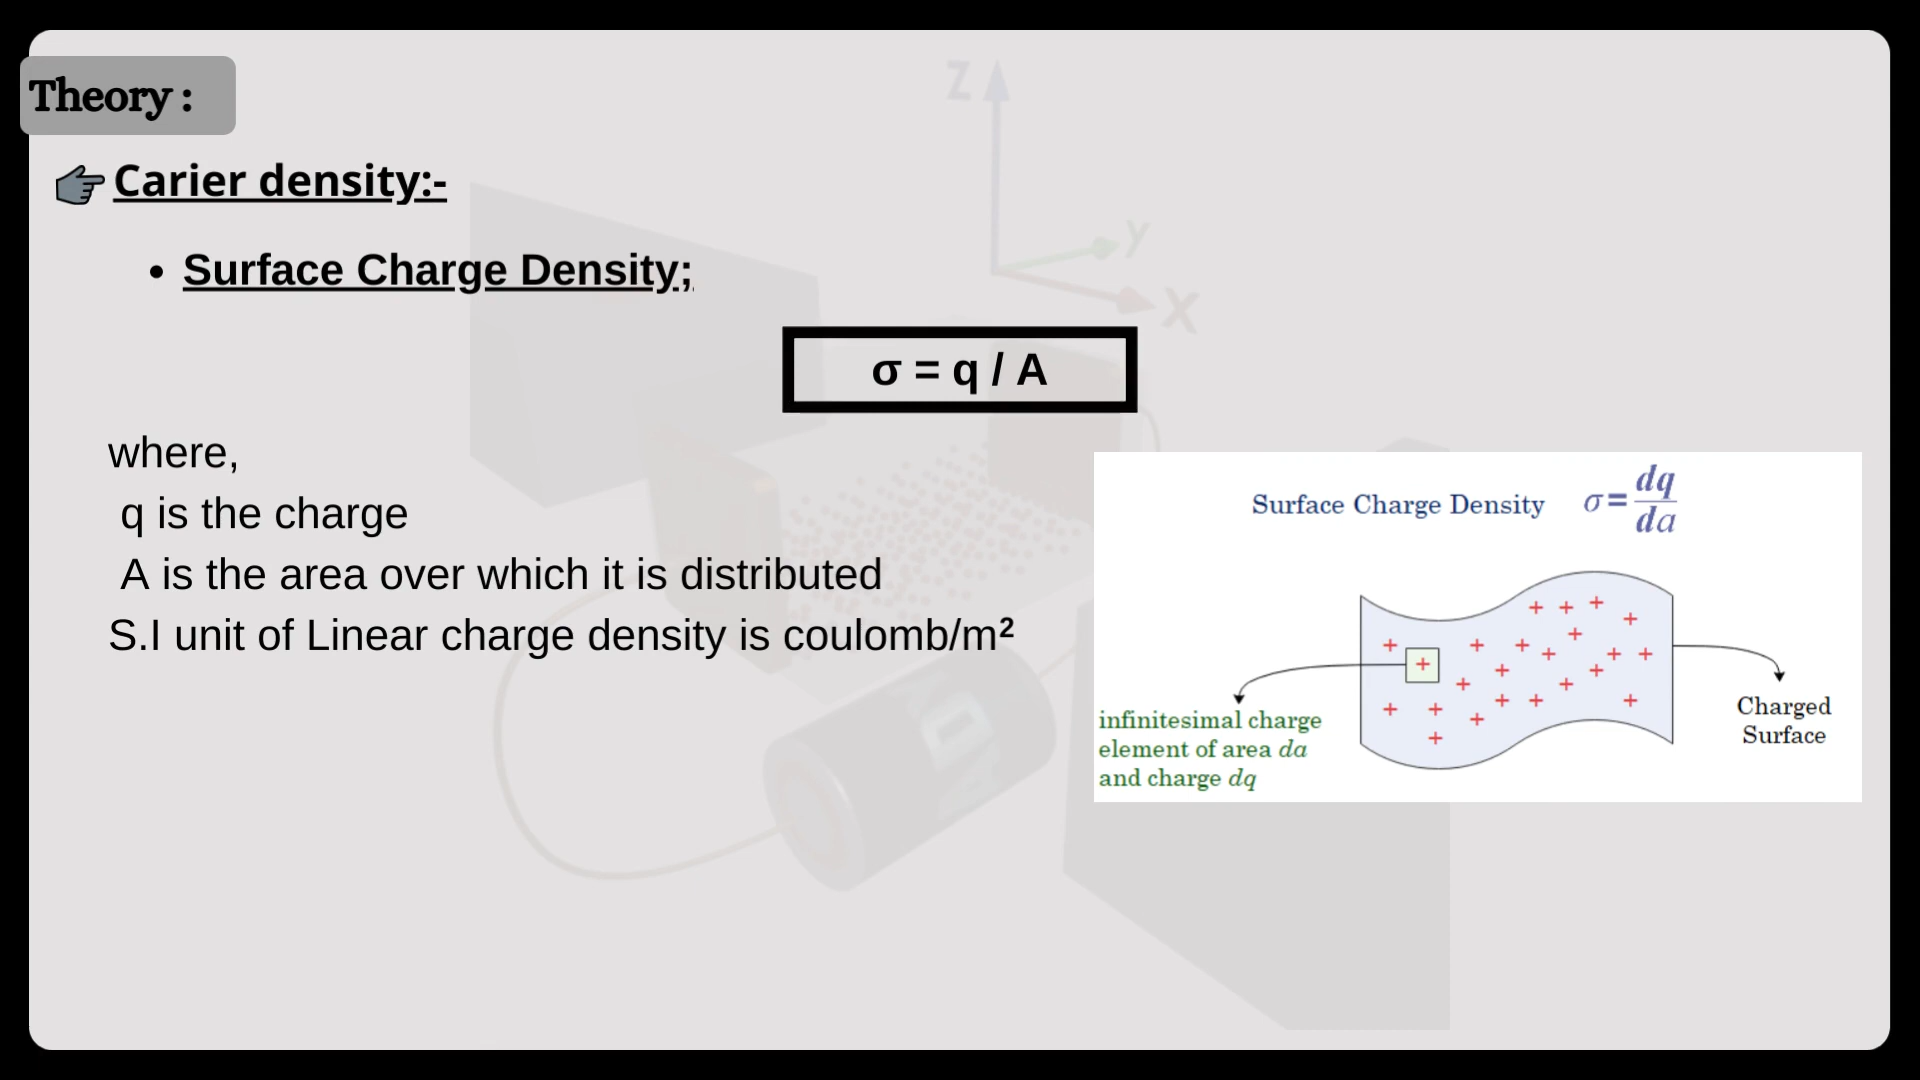 Theory :
Carier density:-
• Surface Charge Density;
σ = q / A
where,
q is the charge
A is the area over which it is distributed
S.I unit of Linear charge density is coulomb/m²
Surface Charge Density σ = dq/da
infinitesimal charge
element of area da
and charge dq
Charged
Surface
Z
y
X